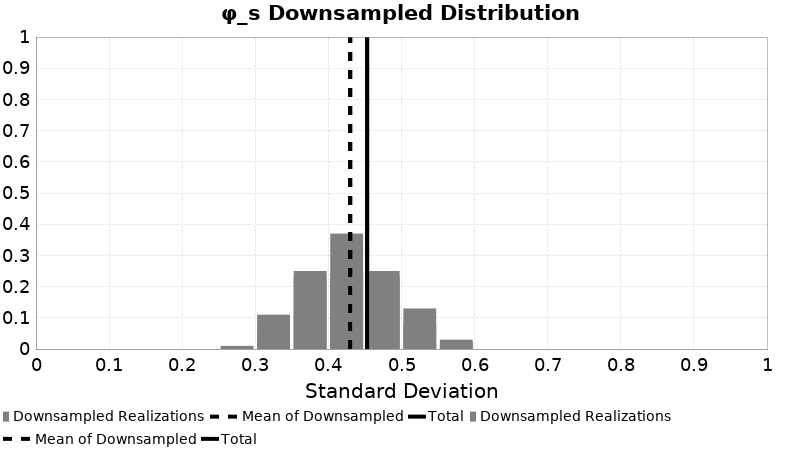 φ_s Downsampled Distribution
1
0.9
0.8
0.7
0.6
0.5
0.4
0.3
0.2
0.1
0
0 0.1 0.2 0.3 0.4 0.5 0.6 0.7 0.8 0.9 1
Standard Deviation
Downsampled Realizations Mean of Downsampled Total Downsampled Realizations
Mean of Downsampled Total